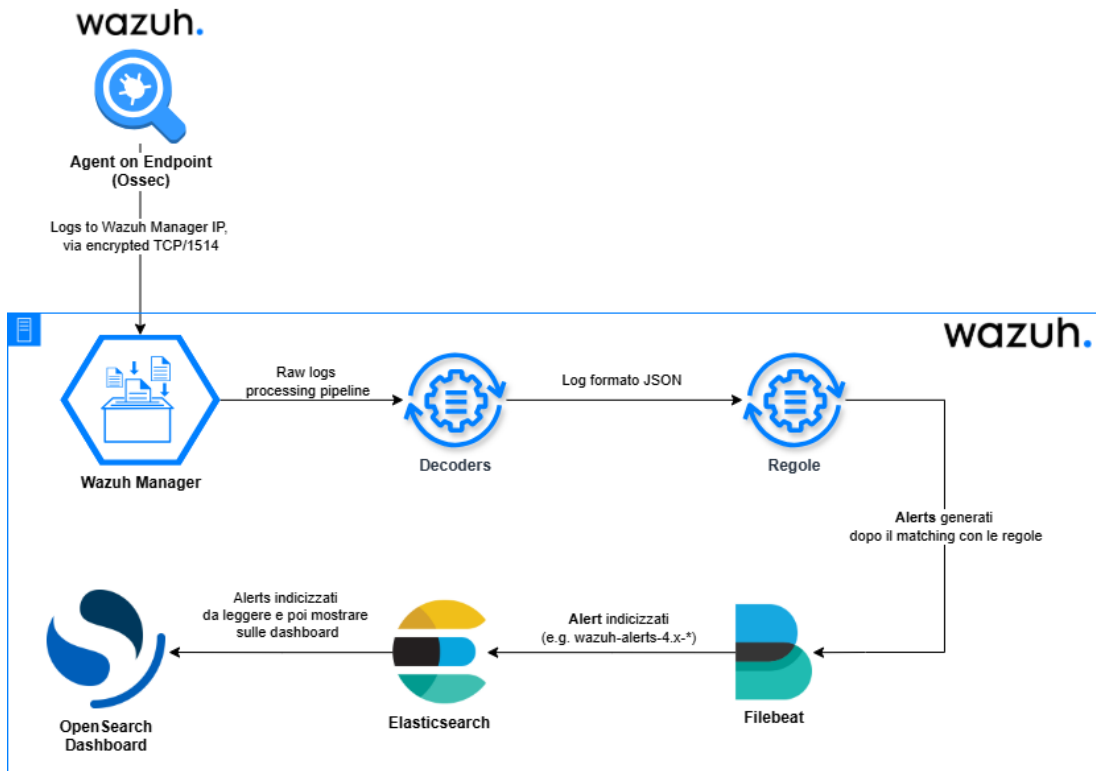 wazuh.
Agent on Endpoint
(Ossec)
Logs to Wazuh Manager IP,
via encrypted TCP/1514
wazuh.
Raw logs
processing pipeline
Log formato JSON
Wazuh Manager
Decoders
Regole
Alerts generati
dopo il matching con le regole
Alerts indicizzati
da leggere e poi mostrare
sulle dashboard
Alert indicizzati
(e.g. wazuh-alerts-4.x-*)
OpenSearch
Dashboard
Elasticsearch
Filebeat